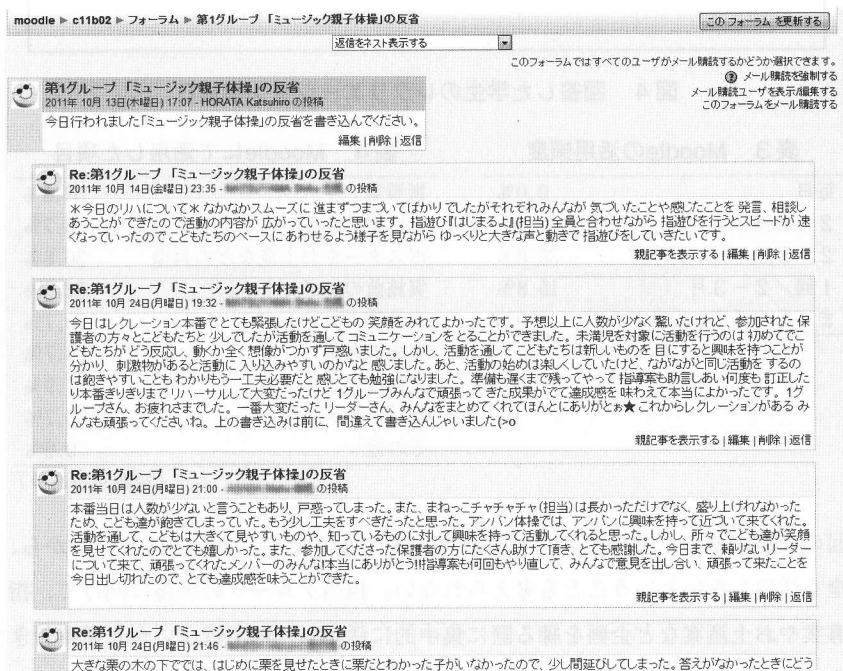 moodle ► c11b02 ► フォーラム ► 第1グループ 「ミュージック親子体操」の反省
この フォーラム を更新する
返信をネスト表示する
このフォーラムではすべてのユーザがメール購読するかどうか選択できます。
メール購読を強制する
メール購読ユーザを表示/編集する
このフォーラムをメール購読する
第1グループ 「ミュージック親子体操」の反省
2011年 10月 13日(木曜日) 17:07 - HORATA Katsuhiro の投稿
今日行われました「ミュージック親子体操」の反省を書き込んでください。
編集 | 削除 | 返信
Re:第1グループ 「ミュージック親子体操」の反省
2011年 10月 14日(金曜日) 23:35 - の投稿
＊今日のリハについて＊ なかなかスムーズに 進まずつまづいてばかり でしたがそれぞれみんなが 気づいたことや感じたことを 発言、相談し
あうことが できたので活動の内容が 広がっていったと思います。 指遊び『はじまるよ』(担当) 全員と合わせながら 指遊びを行うとスピードが 速
くなっていったので こどもたちのペースに あわせるよう様子を見ながら ゆっくりと大きな声と動きで 指遊びをしていきたいです。
親記事を表示する | 編集 | 削除 | 返信
Re:第1グループ 「ミュージック親子体操」の反省
2011年 10月 24日(月曜日) 19:32 - の投稿
今日はレクレーション本番でとても緊張したけどこどもの 笑顔をみれてよかったです。 予想以上に人数が少なく 驚いたけれど、参加された 保
護者の方々とこどもたちと 少しでしたが活動を通して コミュニケーションを とることができました。 未満児を対象に活動を行うのは 初めてでこ
どもたちが どう反応し、動くか全く 想像がつかず戸惑いました。しかし、活動を通して こどもたちは新しいものを 目にすると興味を持つことが
分かり、刺激物があると活動に 入り込みやすいのかなと 感じました。あと、活動の始めは楽しくしていたけど、ながながと同じ活動を するの
は飽きやすいことも わかりもう一工夫必要だと 感じとても勉強になりました。 準備も遅くまで残ってやって 指導案も助言しあい何度も 訂正した
り本番ぎりぎりまで リハーサルして大変だったけど 1グループみんなで頑張って きた成果がでて達成感を 味わえて本当によかったです。 1グ
ループさん、お疲れさまでした。 一番大変だった リーダーさん、みんなをまとめてくれてほんとにありがとぉ★ これからレクレーションがある み
んなも頑張ってくださいね。 上の書き込みは前に、 間違えて書き込んじゃいました(>o
親記事を表示する | 編集 | 削除 | 返信
Re:第1グループ 「ミュージック親子体操」の反省
2011年 10月 24日(月曜日) 21:00 - の投稿
本番当日は人数が少ないと言うこともあり、戸惑ってしまった。また、まねっこチャチャチャ(担当)は長かっただけでなく、盛り上げれなかった
ため、こども達が飽きてしまっていた。もう少し工夫をすべきだったと思った。アンパン体操では、アンパンに興味を持って近づいて来てくれた。
活動を通して、こどもは大きくて見やすいものや、知っているものに対して興味を持って活動してくれると思った。しかし、所々でこども達が笑顔
を見せてくれたのでとても嬉しかった。また、参加してくださった保護者の方にたくさん助けて頂き、とても感謝した。今日まで、頼りないリーダー
について来て、頑張ってくれたメンバーのみんな!本当にありがとう!!!指導案も何回もやり直して、みんなで意見を出し合い、頑張って来たことを
今日出し切れたので、とても達成感を味うことができた。
親記事を表示する | 編集 | 削除 | 返信
Re:第1グループ 「ミュージック親子体操」の反省
2011年 10月 24日(月曜日) 21:46 - の投稿
大きな栗の木の下ででは、はじめに栗を見せたときに栗だとわかった子がいなかったので、少し間延びしてしまった。答えがなかったときにどう